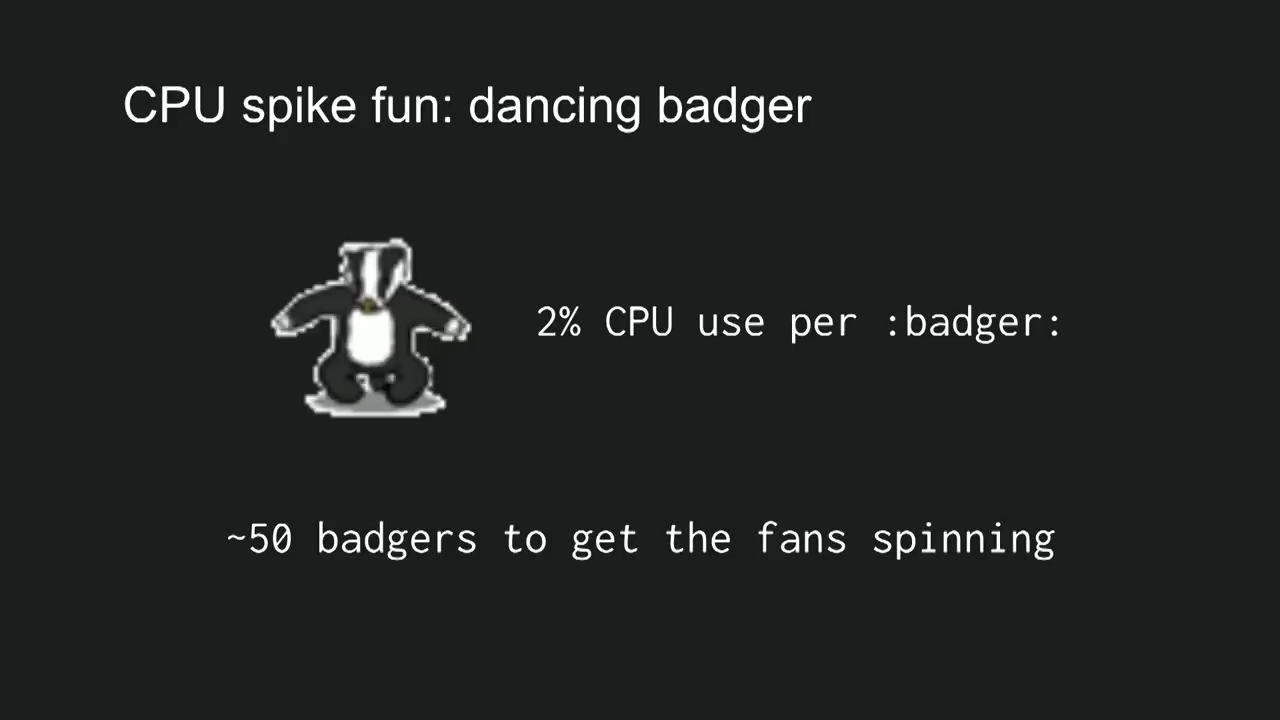 CPU spike fun: dancing badger
2% CPU use per :badger:
~50 badgers to get the fans spinning